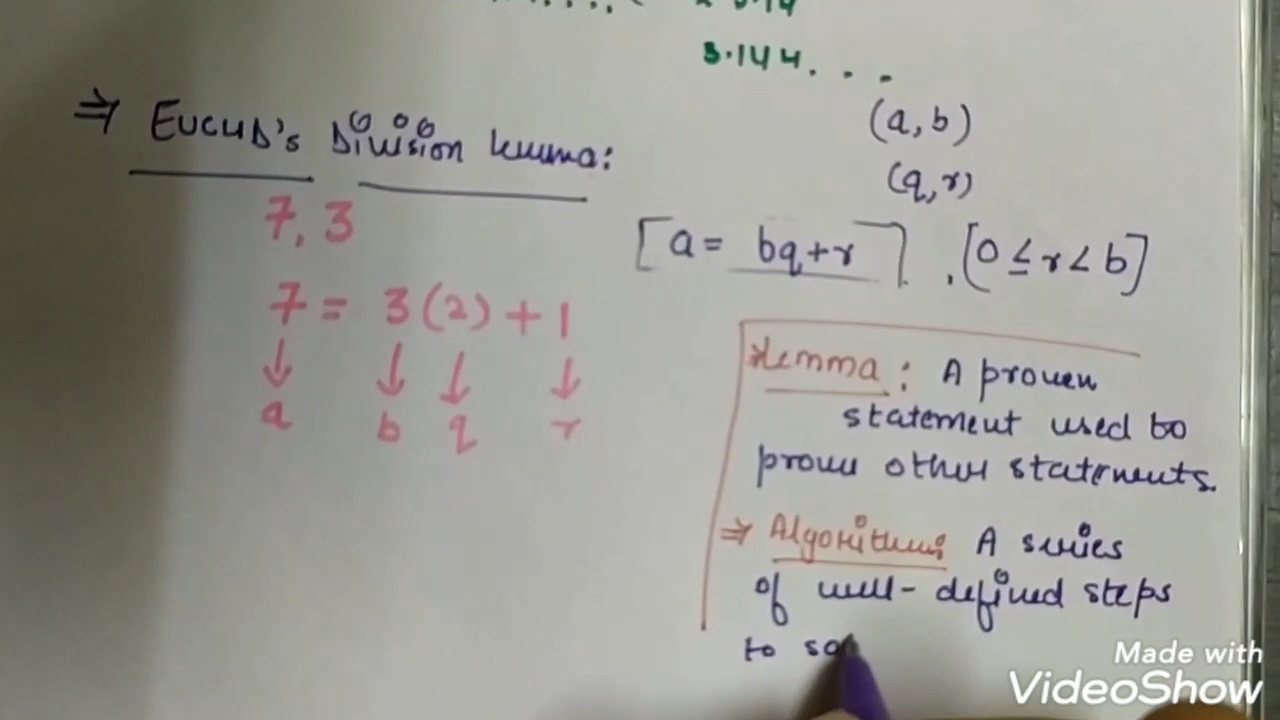 3.144...
⇒ Euclid's Division lemma:
(a, b)
(q, r)
7, 3
[a = bq+r], [0 ≤ r < b]
7 = 3(2) + 1
↓ ↓ ↓ ↓
a b q r
*Lemma: A proven
statement used to
prove other statements.
⇒ Algorithm: A series
of well-defined steps
to so
Made with
VideoShow